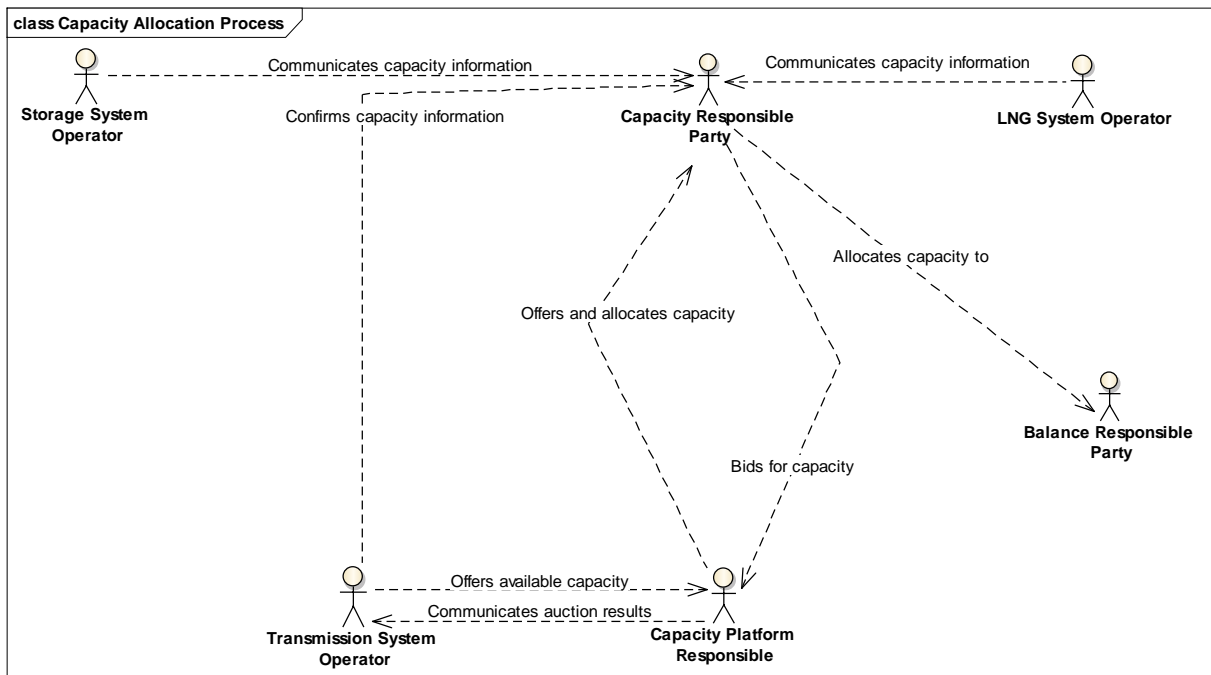 class Capacity Allocation Process
Communicates capacity information
Communicates capacity information
Storage System
Operator
Confirms capacity information
Capacity Responsible
Party
LNG System Operator
Allocates capacity to
Offers and allocates capacity
Balance Responsible
Party
Bids for capacity
Offers available capacity
Communicates auction results
Transmission System
Operator
Capacity Platform
Responsible